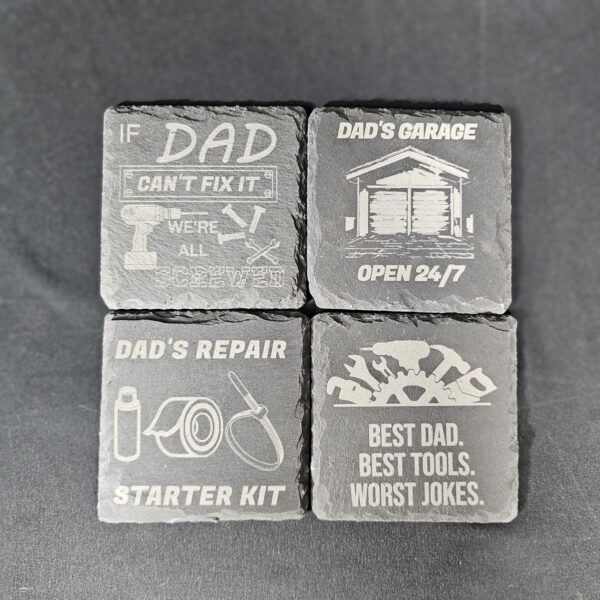 IF DAD
CAN'T FIX IT
WE'RE
ALL
SCREWED
DAD'S GARAGE
OPEN 24/7
DAD'S REPAIR
STARTER KIT
BEST DAD.
BEST TOOLS.
WORST JOKES.